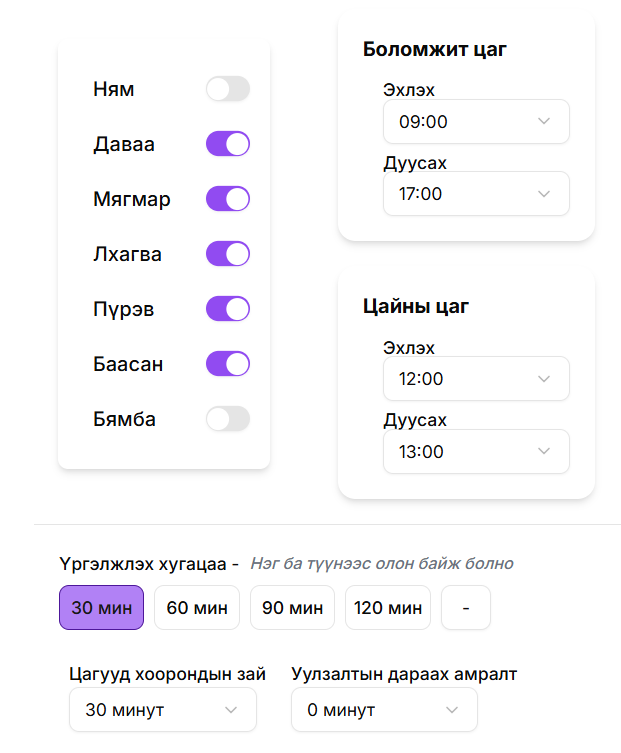 Ням
Даваа
Мягмар
Лхагва
Пүрэв
Баасан
Бямба
Боломжит цаг
Эхлэх
09:00
Дуусах
17:00
Цайны цаг
Эхлэх
12:00
Дуусах
13:00
Үргэлжлэх хугацаа - Нэг ба түүнээс олон байж болно
30 мин 60 мин 90 мин 120 мин -
Цагууд хоорондын зай Уулзалтын дараах амралт
30 минут 0 минут